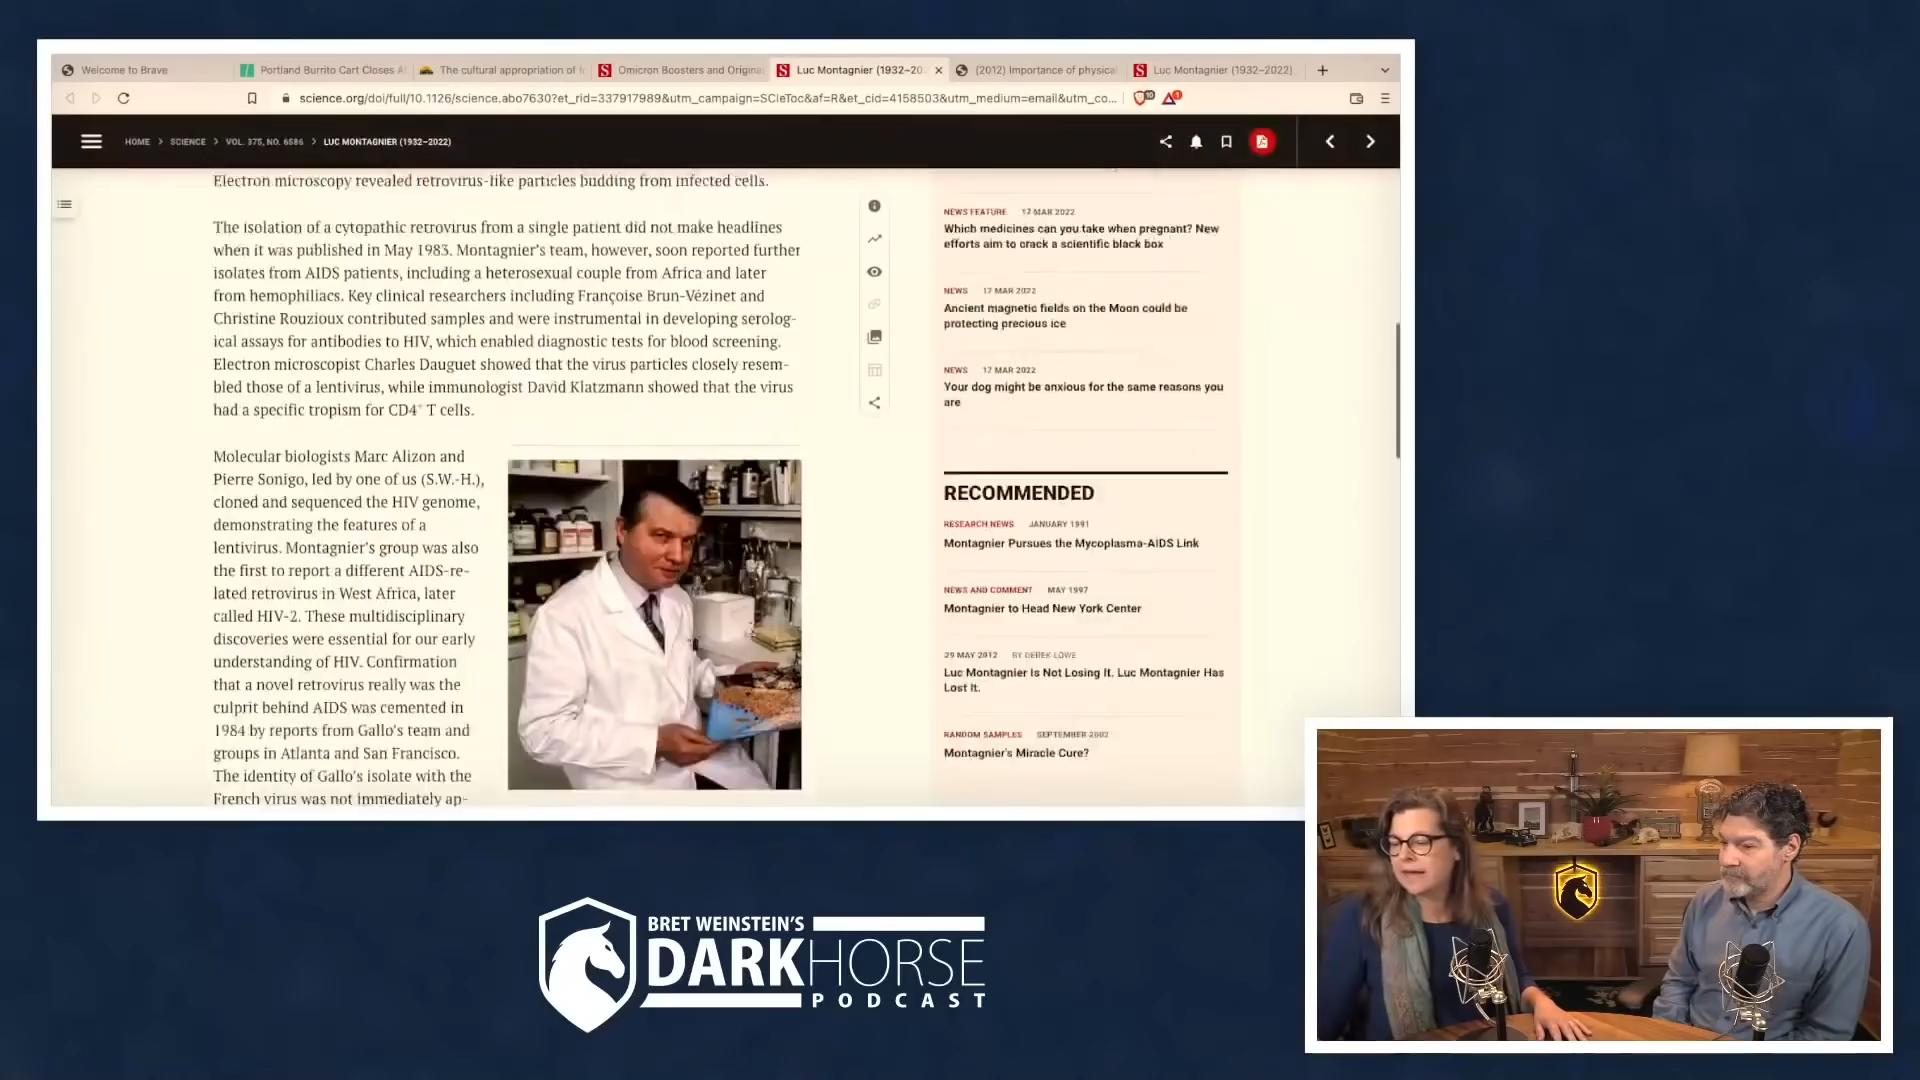 Welcome to Brave
Portland Burrito Cart Closes A
The cultural appropriation of f
Omicron Boosters and Origina
Luc Montagnier (1932–20
(2012) Importance of physical
Luc Montagnier (1932–2022)
science.org/doi/full/10.1126/science.abo7630?et_rid=337917989&utm_campaign=SCIeToc&af=R&et_cid=4158503&utm_medium=email&utm_co...
HOME > SCIENCE > VOL. 375, NO. 6586 > LUC MONTAGNIER (1932–2022)
Electron microscopy revealed retrovirus-like particles budding from infected cells.
The isolation of a cytopathic retrovirus from a single patient did not make headlines
when it was published in May 1983. Montagnier's team, however, soon reported further
isolates from AIDS patients, including a heterosexual couple from Africa and later
from hemophiliacs. Key clinical researchers including Françoise Brun-Vézinet and
Christine Rouzioux contributed samples and were instrumental in developing serolog-
ical assays for antibodies to HIV, which enabled diagnostic tests for blood screening.
Electron microscopist Charles Dauguet showed that the virus particles closely resem-
bled those of a lentivirus, while immunologist David Klatzmann showed that the virus
had a specific tropism for CD4+ T cells.
Molecular biologists Marc Alizon and
Pierre Sonigo, led by one of us (S.W.-H.),
cloned and sequenced the HIV genome,
demonstrating the features of a
lentivirus. Montagnier's group was also
the first to report a different AIDS-re-
lated retrovirus in West Africa, later
called HIV-2. These multidisciplinary
discoveries were essential for our early
understanding of HIV. Confirmation
that a novel retrovirus really was the
culprit behind AIDS was cemented in
1984 by reports from Gallo's team and
groups in Atlanta and San Francisco.
The identity of Gallo's isolate with the
French virus was not immediately ap-
NEWS FEATURE 17 MAR 2022
Which medicines can you take when pregnant? New
efforts aim to crack a scientific black box
NEWS 17 MAR 2022
Ancient magnetic fields on the Moon could be
protecting precious ice
NEWS 17 MAR 2022
Your dog might be anxious for the same reasons you
are
RECOMMENDED
RESEARCH NEWS JANUARY 1991
Montagnier Pursues the Mycoplasma-AIDS Link
NEWS AND COMMENT MAY 1997
Montagnier to Head New York Center
29 MAY 2012 BY DEREK LOWE
Luc Montagnier Is Not Losing It. Luc Montagnier Has
Lost It.
RANDOM SAMPLES SEPTEMBER 2002
Montagnier's Miracle Cure?
BRET WEINSTEIN'S
DARKHORSE
PODCAST